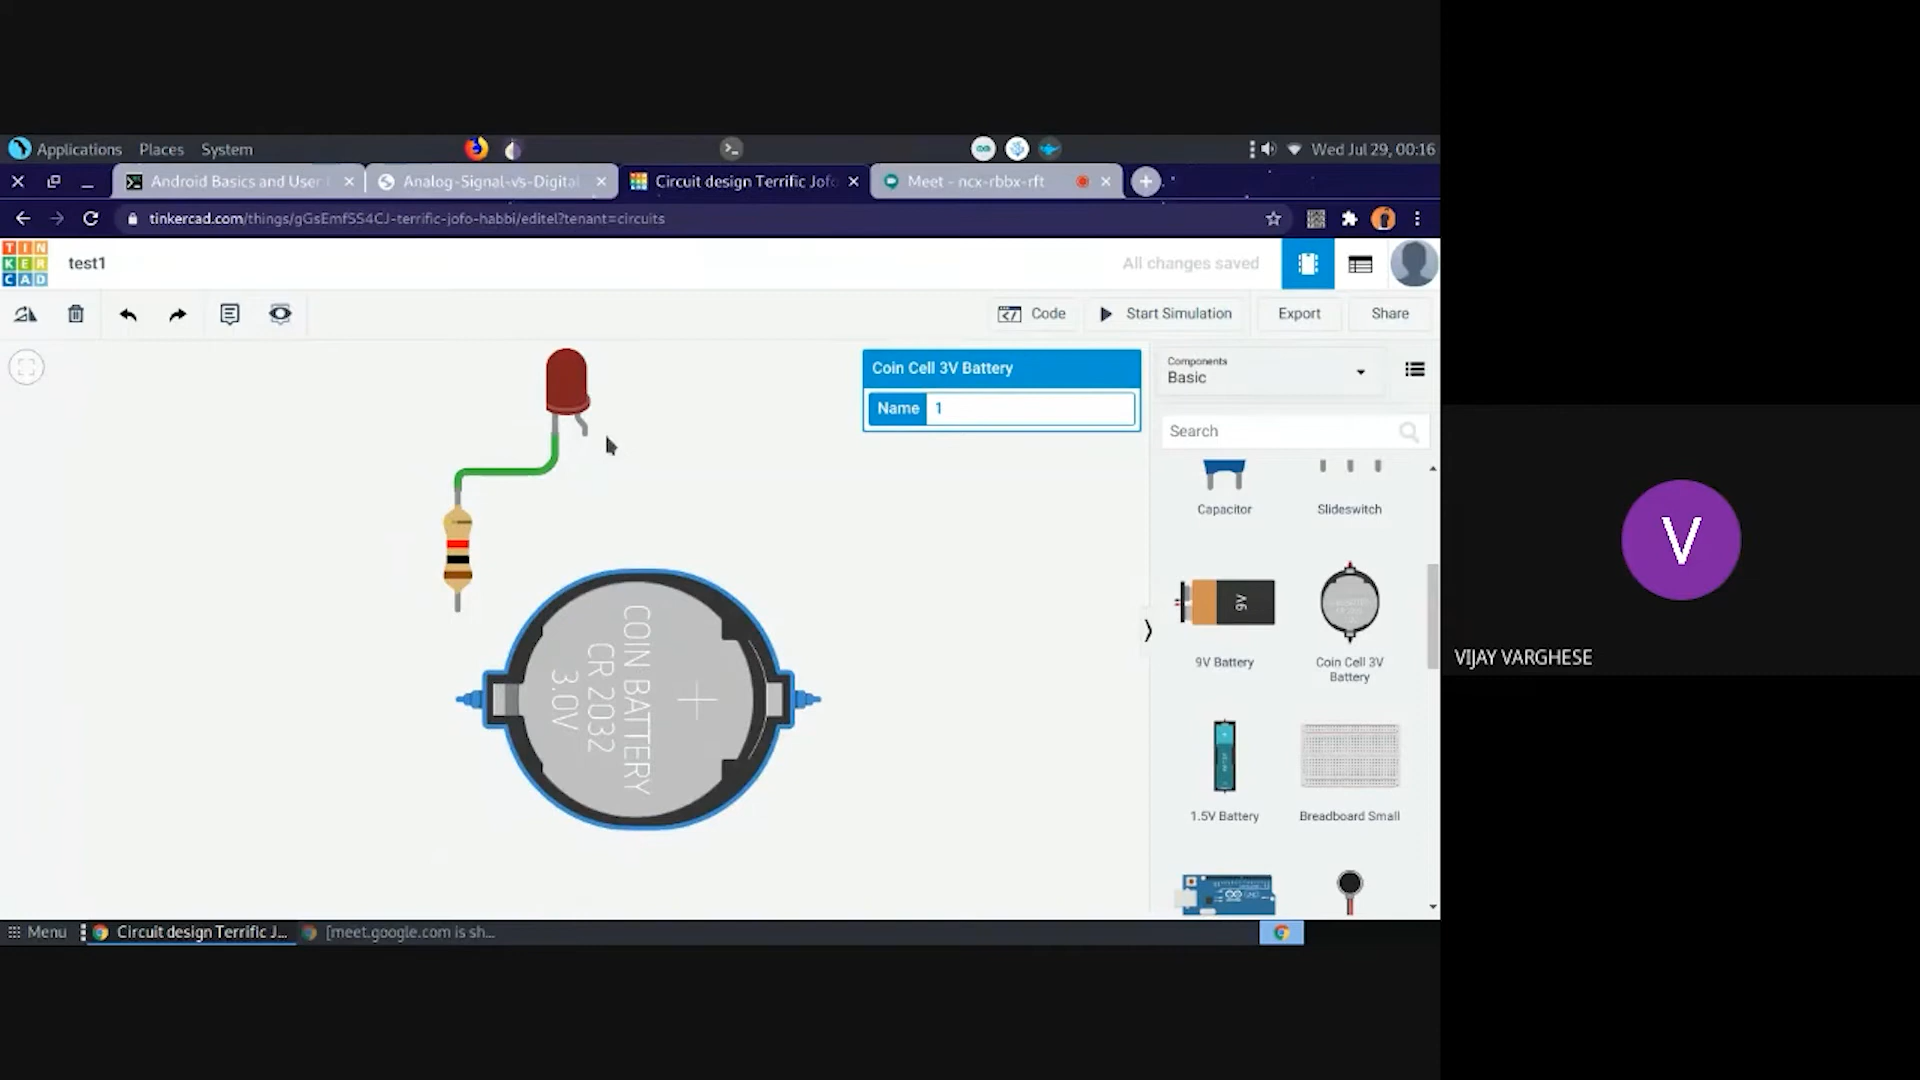 Applications Places System
Wed Jul 29, 00:16
Android Basics and User
Analog-Signal-vs-Digital
Circuit design Terrific Jofo
Meet - ncx-rbbx-rft
tinkercad.com/things/gGsEmfSS4CJ-terrific-jofo-habbi/editel?tenant=circuits
TIN
KER
CAD
test1
All changes saved
Code
Start Simulation
Export
Share
Coin Cell 3V Battery
Name 1
Components
Basic
Search
Capacitor
Slideswitch
9V
9V Battery
Coin Cell 3V
Battery
1.5V Battery
Breadboard Small
COIN BATTERY
CR 2032
3.0V
V
VIJAY VARGHESE
Menu
Circuit design Terrific J...
[meet.google.com is sh...